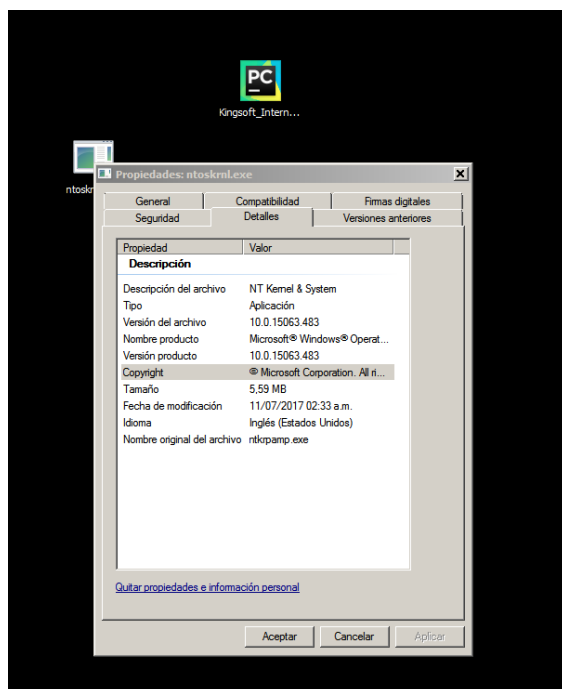 PC
Kingsoft_Intern...
ntoskr
Propiedades: ntoskrnl.exe
General Compatibilidad Firmas digitales
Seguridad Detalles Versiones anteriores
Propiedad Valor
Descripción
Descripción del archivo NT Kernel & System
Tipo Aplicación
Versión del archivo 10.0.15063.483
Nombre producto Microsoft® Windows® Operat...
Versión producto 10.0.15063.483
Copyright © Microsoft Corporation. All ri...
Tamaño 5,59 MB
Fecha de modificación 11/07/2017 02:33 a.m.
Idioma Inglés (Estados Unidos)
Nombre original del archivo ntkrpamp.exe
Quitar propiedades e información personal
Aceptar Cancelar Aplicar